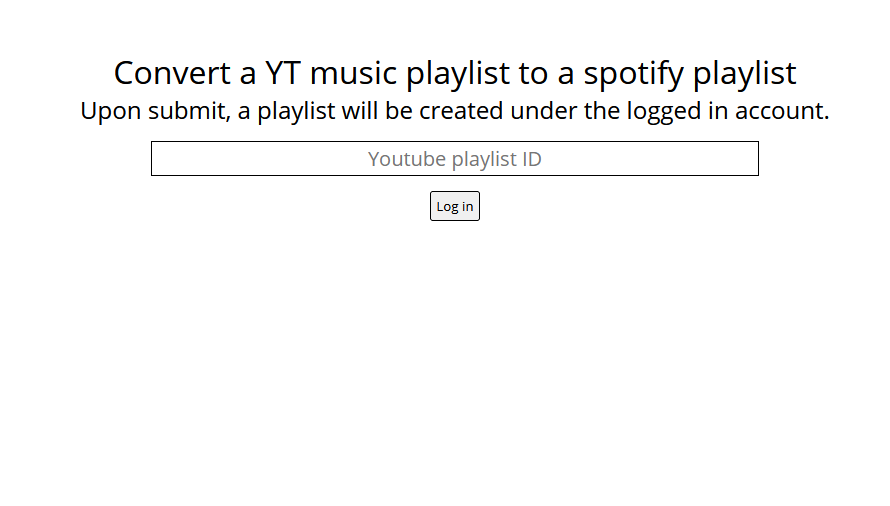 Convert a YT music playlist to a spotify playlist
Upon submit, a playlist will be created under the logged in account.
Youtube playlist ID
Log in